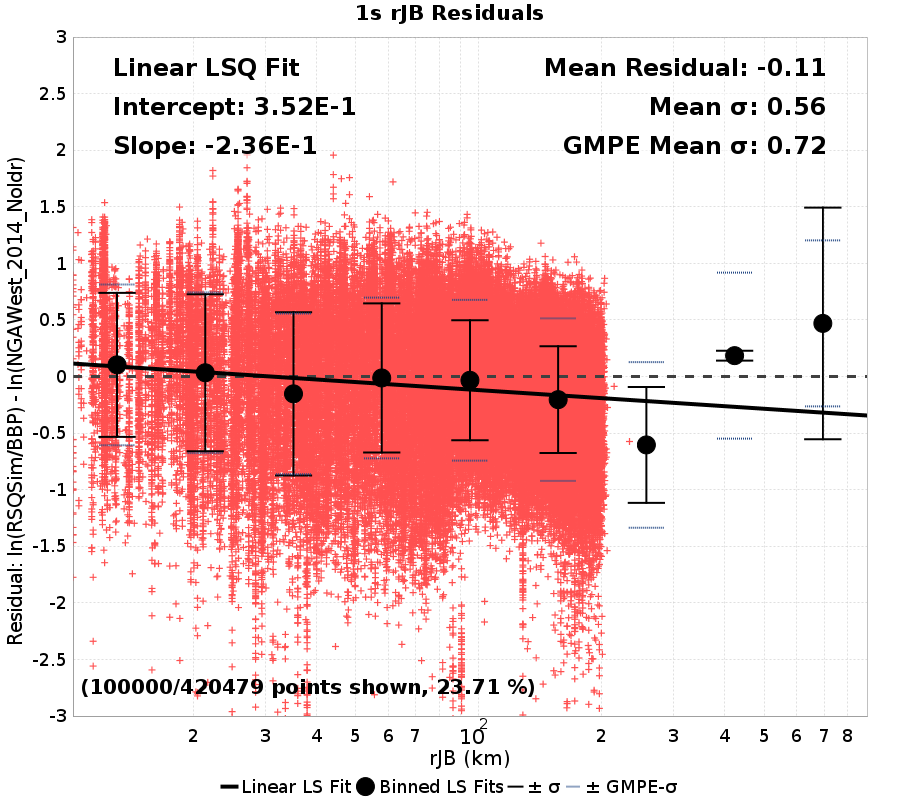 1s rJB Residuals
Linear LSQ Fit
Intercept: 3.52E-1
Slope: -2.36E-1
Mean Residual: -0.11
Mean σ: 0.56
GMPE Mean σ: 0.72
Residual: ln(RSQSim/BBP) - ln(NGAWest_2014_NoIdr)
3
2.5
2
1.5
1
0.5
0
-0.5
-1
-1.5
-2
-2.5
-3
(100000/420479 points shown, 23.71 %)
2 3 4 5 6 7 10² 2 3 4 5 6 7 8
rJB (km)
Linear LS Fit Binned LS Fits ± σ ± GMPE-σ